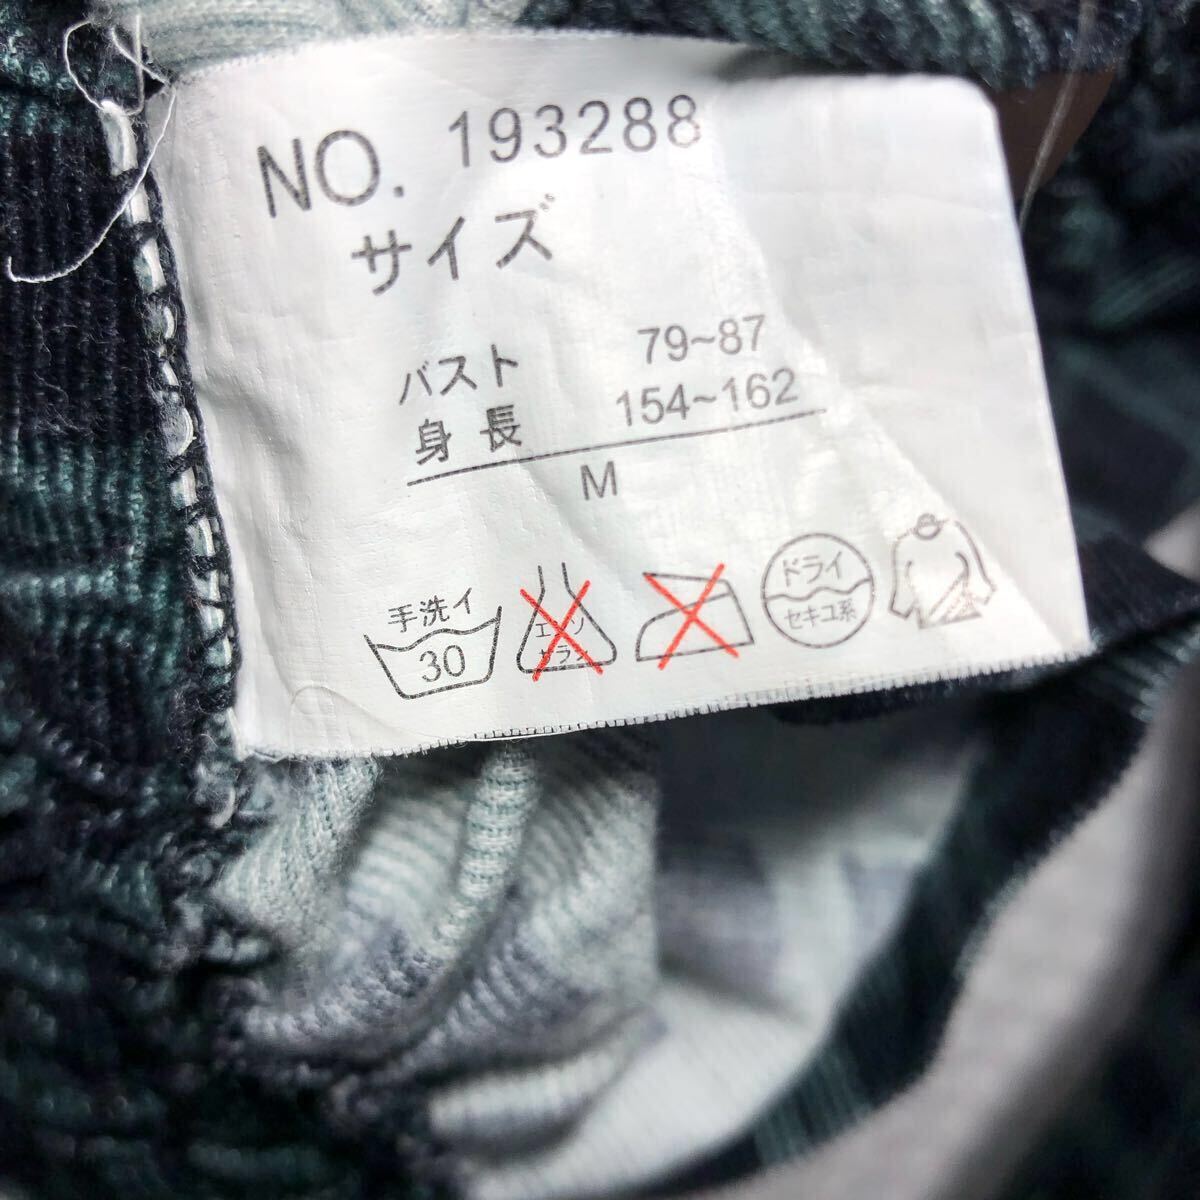 NO. 193288
サイズ
バスト 79~87
身長 154~162
M
手洗イ
30
エンソ
サラシ
ドライ
セキユ系